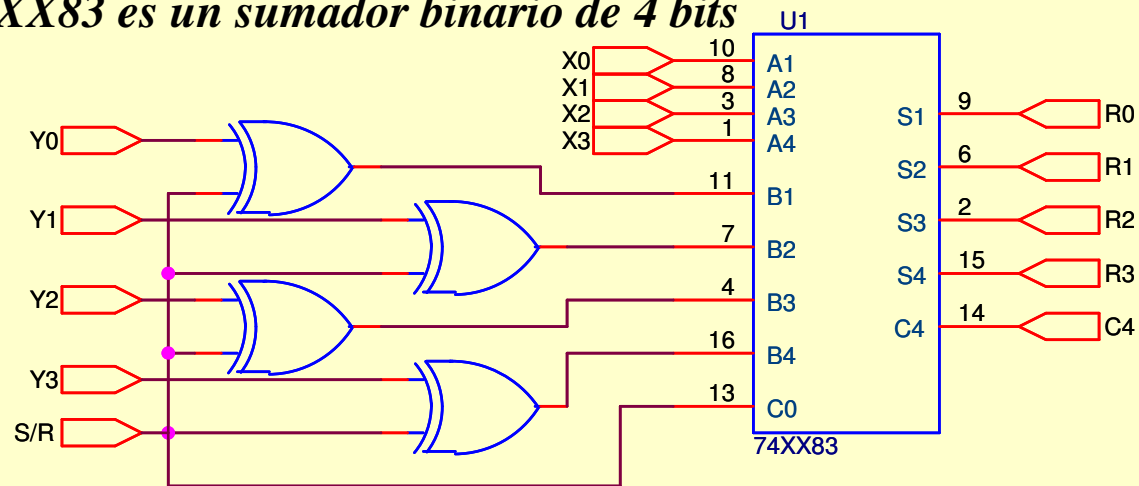 XX83 es un sumador binario de 4 bits
U1
X0 10 A1
X1 8 A2
X2 3 A3
X3 1 A4
Y0
11 B1
Y1
7 B2
Y2
4 B3
Y3
16 B4
S/R
13 C0
S1 9 R0
S2 6 R1
S3 2 R2
S4 15 R3
C4 14 C4
74XX83